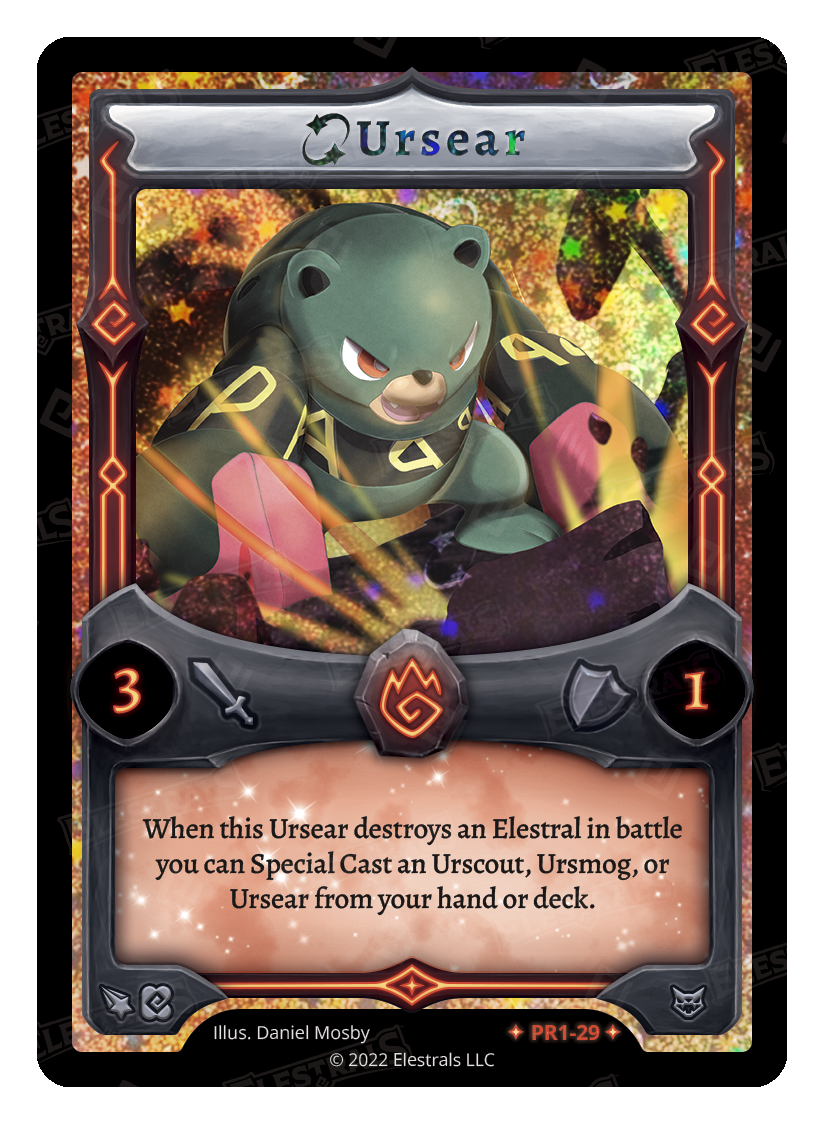 Ursear
3
1
When this Ursear destroys an Elestral in battle
you can Special Cast an Urscout, Ursmog, or
Ursear from your hand or deck.
Illus. Daniel Mosby
PR1-29
© 2022 Elestrals LLC